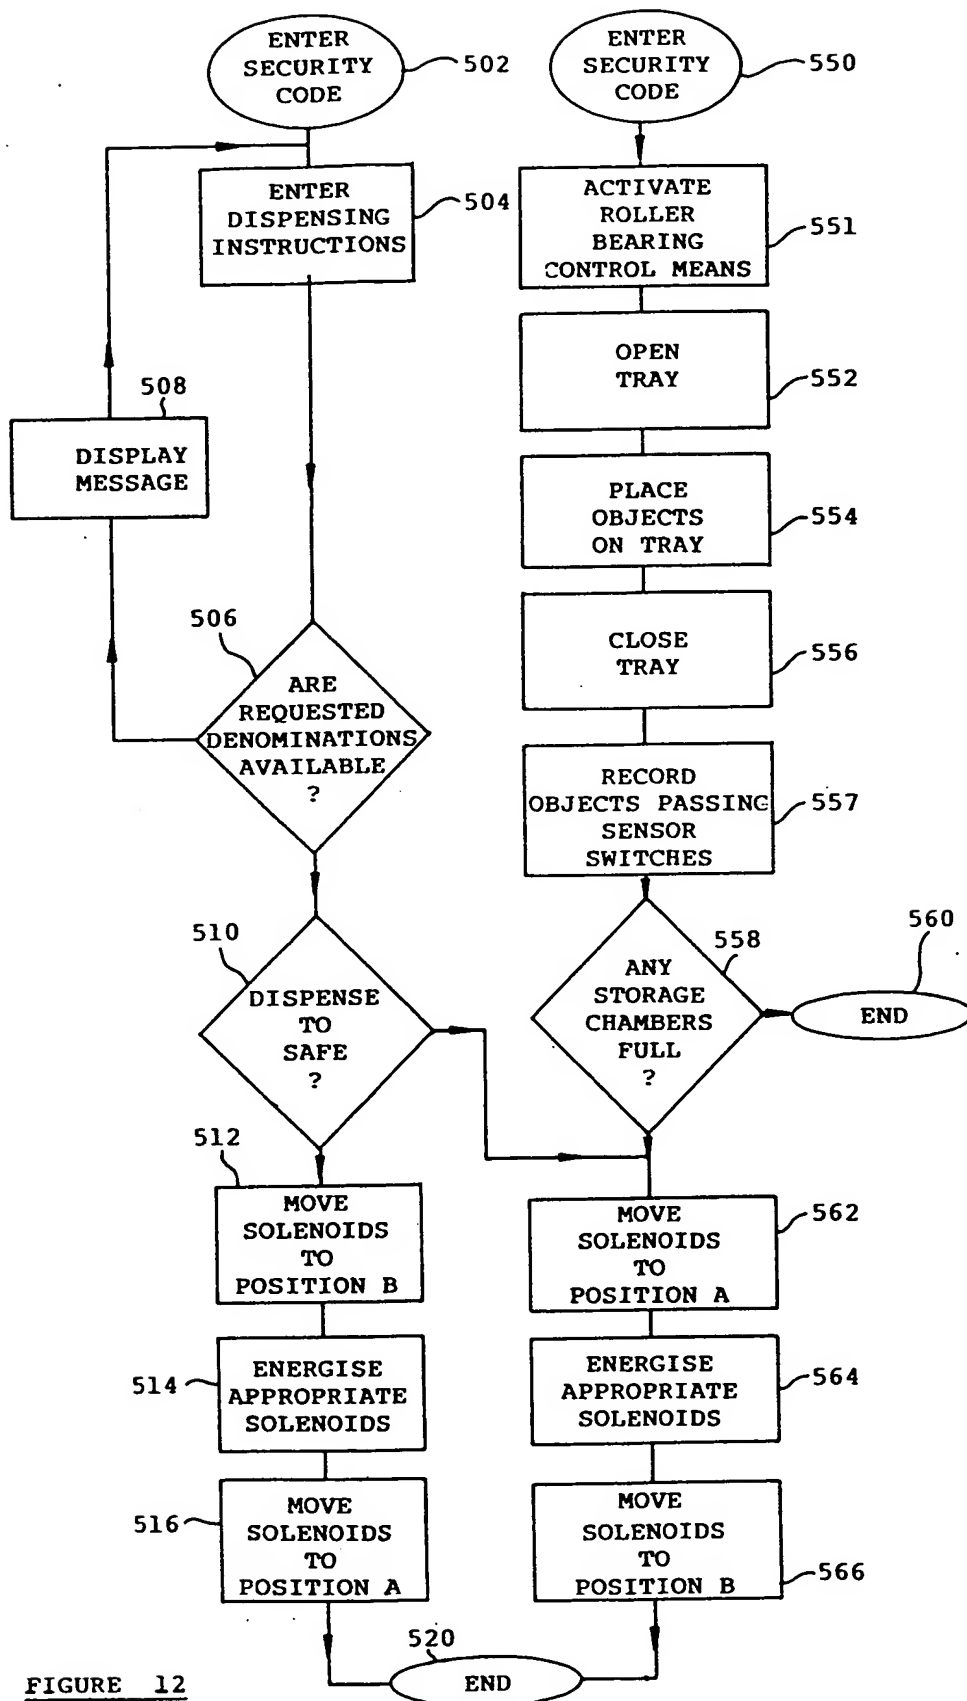 ENTER
SECURITY
CODE
502
ENTER
DISPENSING
INSTRUCTIONS
504
508
DISPLAY
MESSAGE
506
ARE
REQUESTED
DENOMINATIONS
AVAILABLE
?
510
DISPENSE
TO
SAFE
?
512
MOVE
SOLENOIDS
TO
POSITION B
514
ENERGISE
APPROPRIATE
SOLENOIDS
516
MOVE
SOLENOIDS
TO
POSITION A
520
END
ENTER
SECURITY
CODE
550
ACTIVATE
ROLLER
BEARING
CONTROL MEANS
551
OPEN
TRAY
552
PLACE
OBJECTS
ON TRAY
554
CLOSE
TRAY
556
RECORD
OBJECTS PASSING
SENSOR
SWITCHES
557
558
ANY
STORAGE
CHAMBERS
FULL
?
560
END
MOVE
SOLENOIDS
TO
POSITION A
562
ENERGISE
APPROPRIATE
SOLENOIDS
564
MOVE
SOLENOIDS
TO
POSITION B
566
FIGURE 12